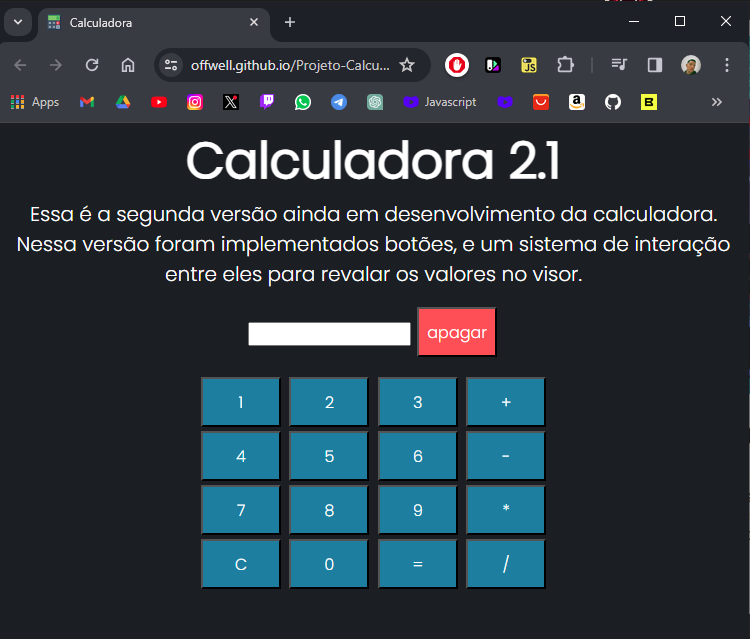 Calculadora
offwell.github.io/Projeto-Calcu...
Apps
Javascript
Calculadora 2.1
Essa é a segunda versão ainda em desenvolvimento da calculadora.
Nessa versão foram implementados botões, e um sistema de interação
entre eles para revalar os valores no visor.
apagar
1 2 3 +
4 5 6 -
7 8 9 *
C 0 = /